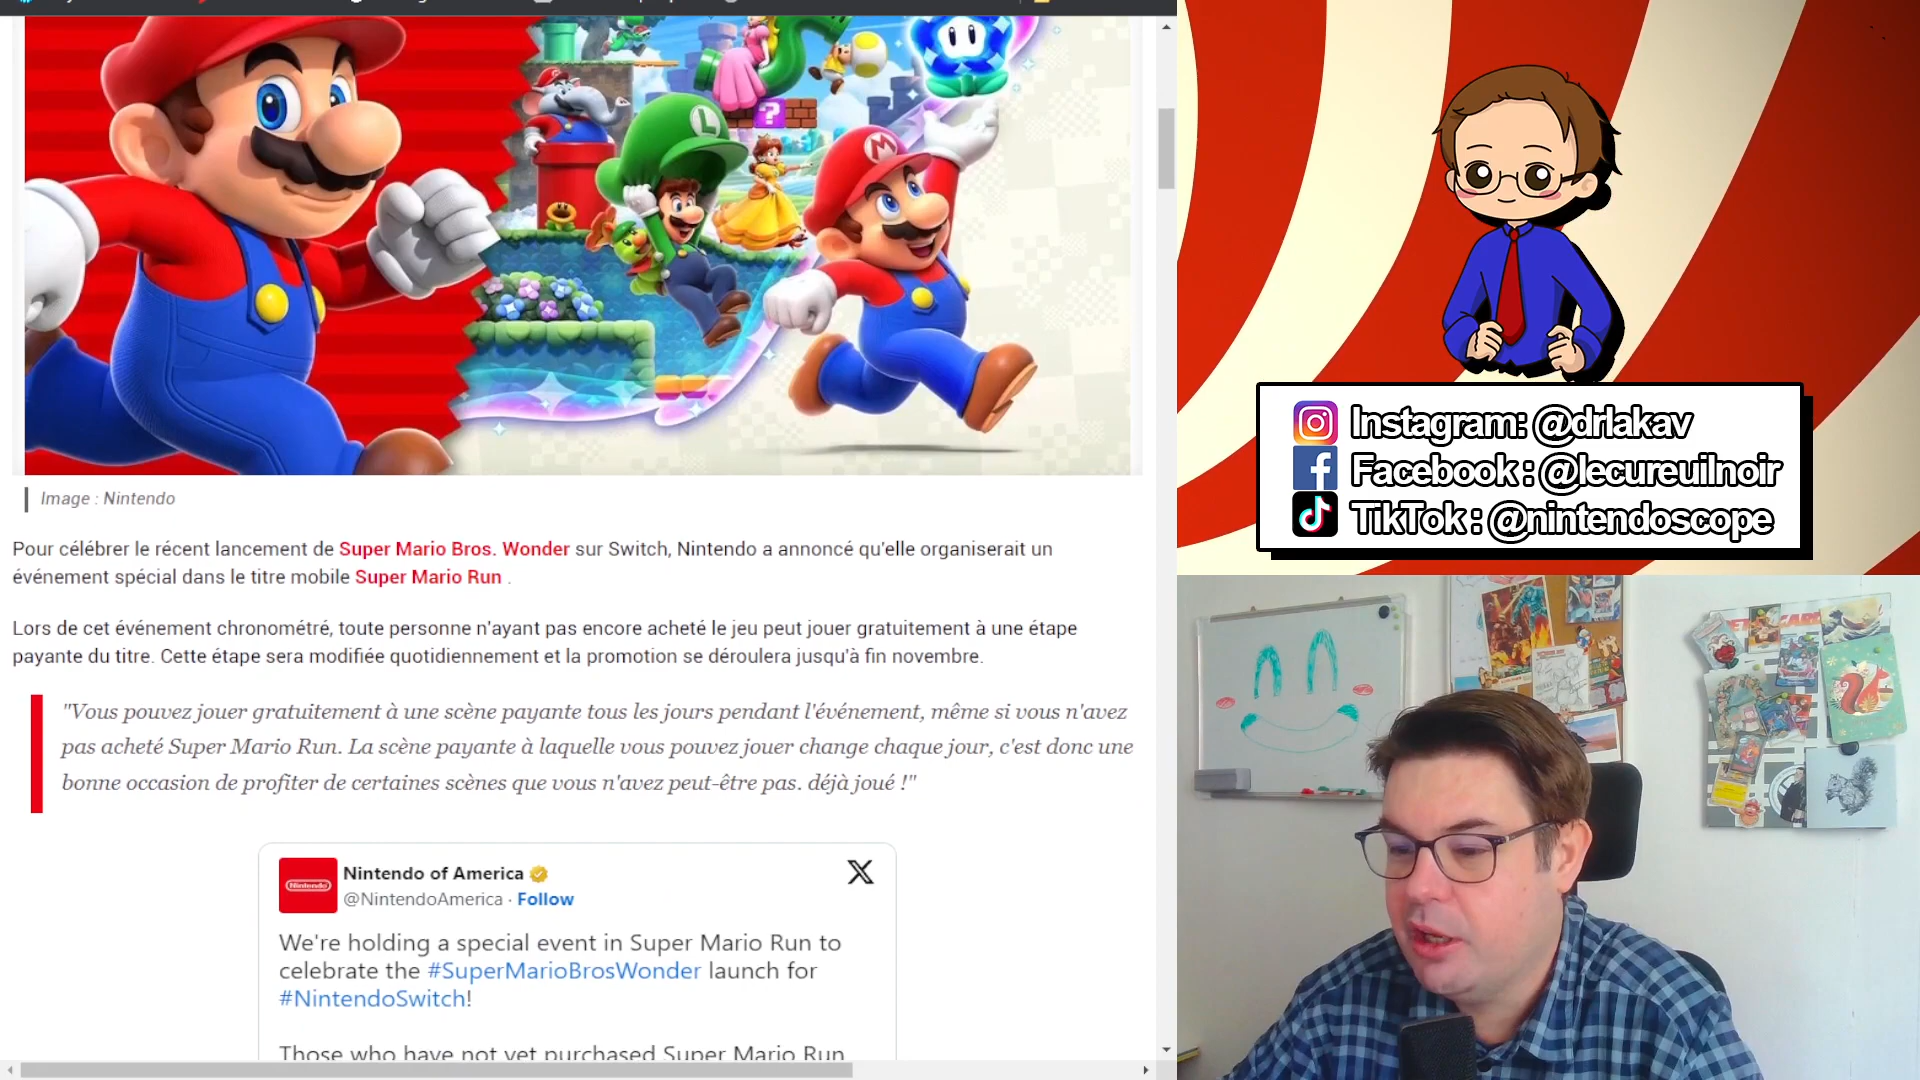 L
M
?
Image : Nintendo
Pour célébrer le récent lancement de Super Mario Bros. Wonder sur Switch, Nintendo a annoncé qu'elle organiserait un
événement spécial dans le titre mobile Super Mario Run .
Lors de cet événement chronométré, toute personne n'ayant pas encore acheté le jeu peut jouer gratuitement à une étape
payante du titre. Cette étape sera modifiée quotidiennement et la promotion se déroulera jusqu'à fin novembre.
"Vous pouvez jouer gratuitement à une scène payante tous les jours pendant l'événement, même si vous n'avez
pas acheté Super Mario Run. La scène payante à laquelle vous pouvez jouer change chaque jour, c'est donc une
bonne occasion de profiter de certaines scènes que vous n'avez peut-être pas. déjà joué !"
Nintendo
Nintendo of America
X
@NintendoAmerica · Follow
We're holding a special event in Super Mario Run to
celebrate the #SuperMarioBrosWonder launch for
#NintendoSwitch!
Those who have not yet purchased Super Mario Run
Instagram: @drlakav
Facebook : @lecureuilnoir
TikTok : @nintendoscope